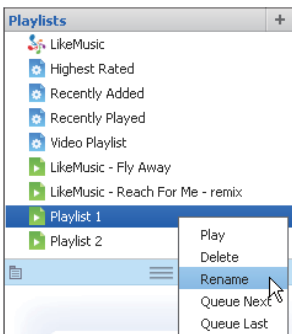 Playlists +
LikeMusic
Highest Rated
Recently Added
Recently Played
Video Playlist
LikeMusic - Fly Away
LikeMusic - Reach For Me - remix
Playlist 1
Playlist 2
Play
Delete
Rename
Queue Next
Queue Last